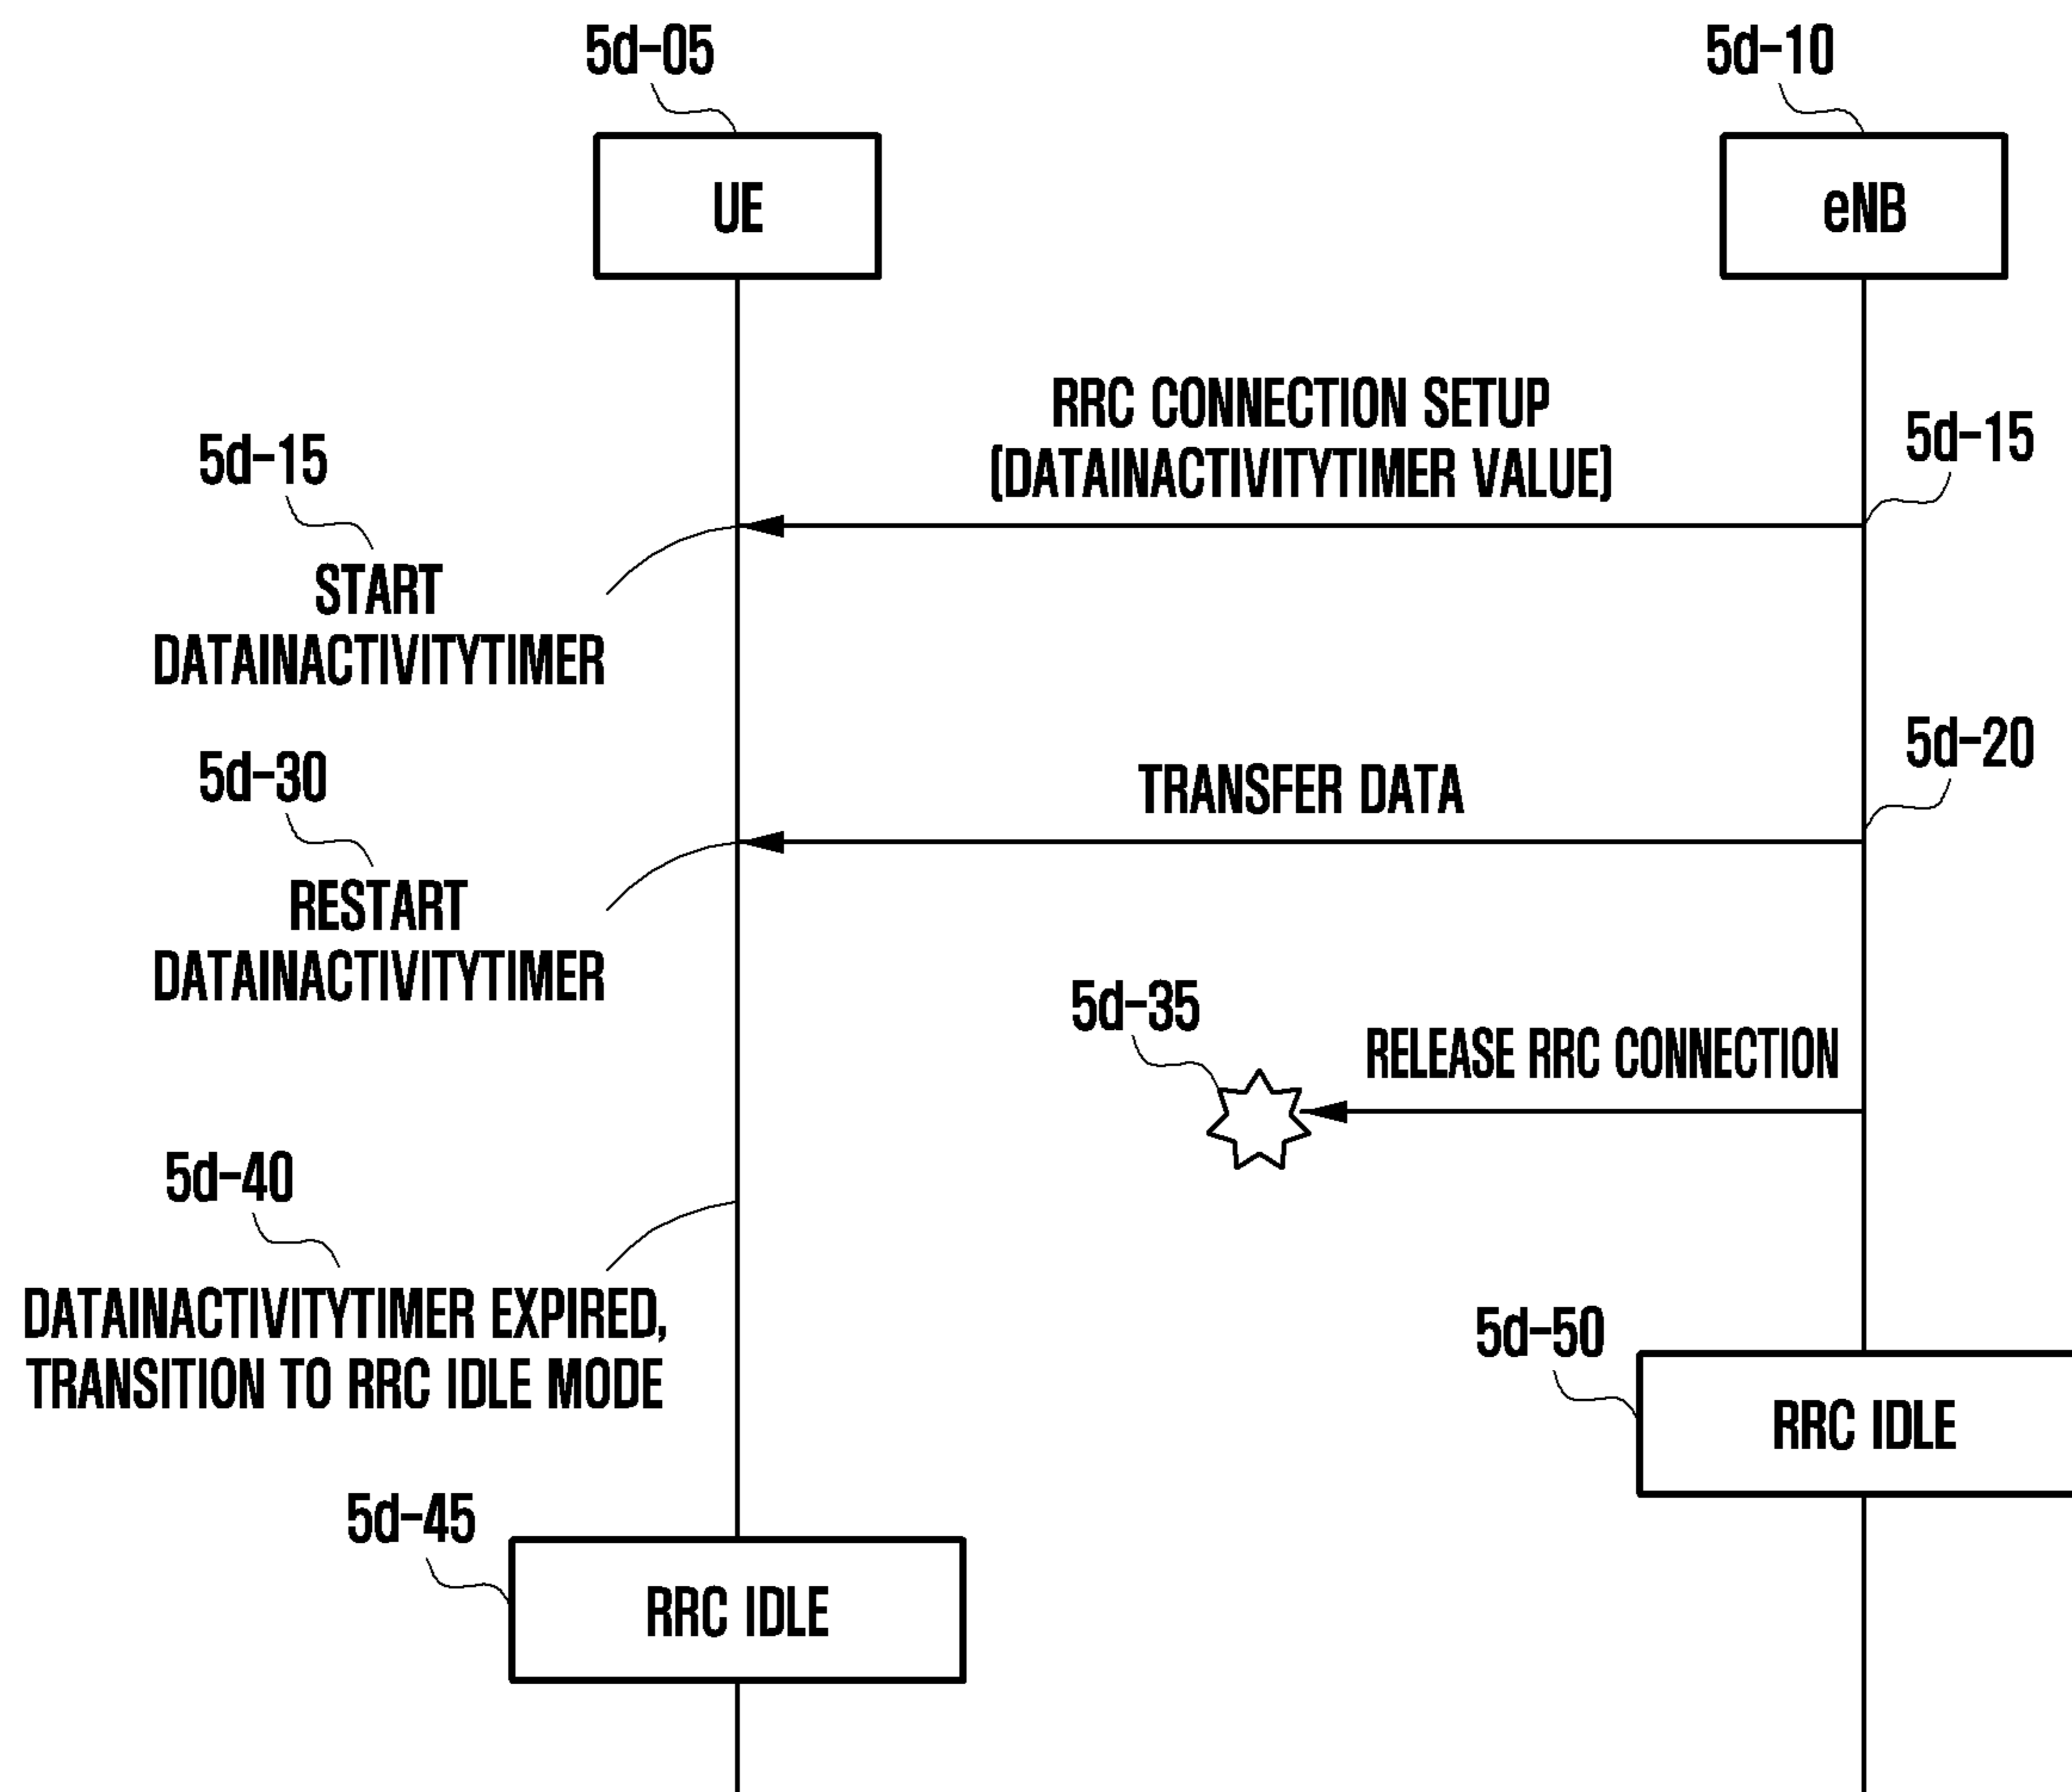 5d-05
5d-10
UE
eNB
RRC CONNECTION SETUP
(DATAINACTIVITYTIMER VALUE)
5d-15
5d-15
START
DATAINACTIVITYTIMER
5d-20
5d-30
TRANSFER DATA
RESTART
DATAINACTIVITYTIMER
5d-35
RELEASE RRC CONNECTION
5d-40
DATAINACTIVITYTIMER EXPIRED,
TRANSITION TO RRC IDLE MODE
5d-50
RRC IDLE
5d-45
RRC IDLE